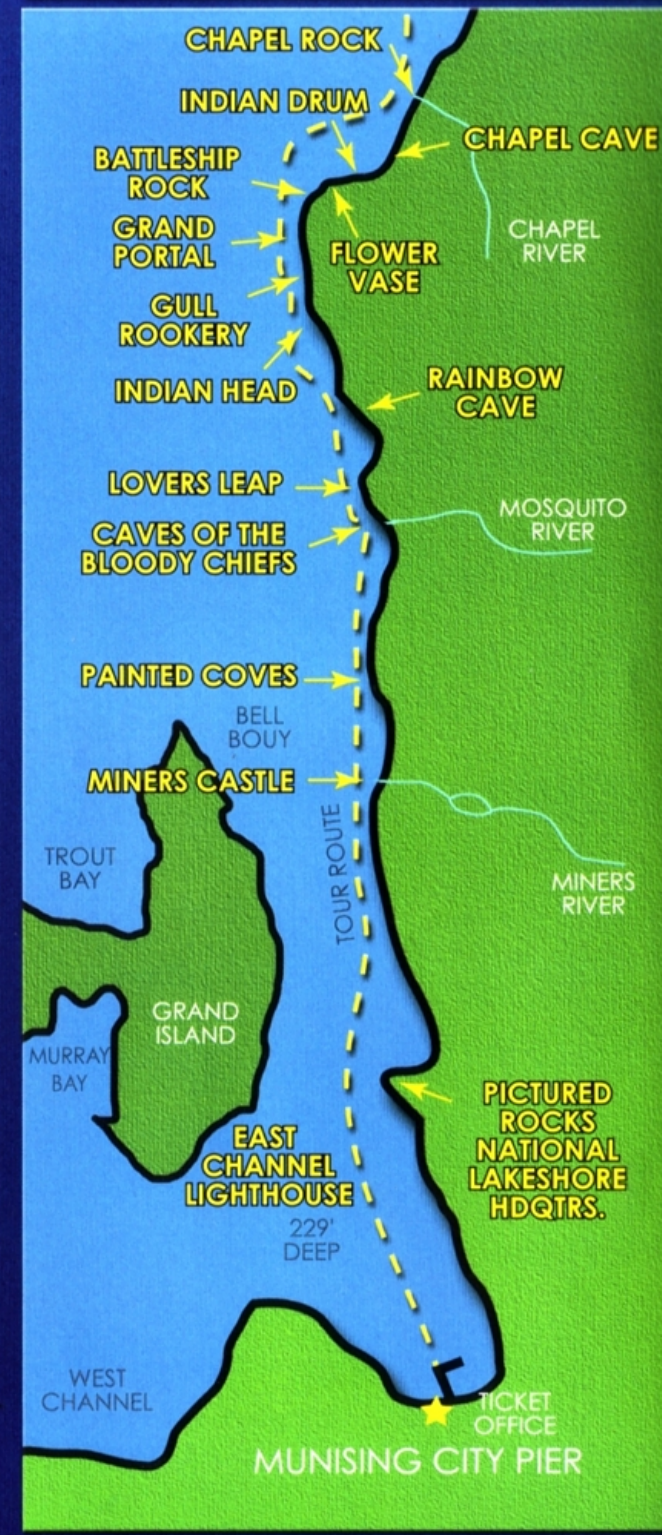 CHAPEL ROCK
INDIAN DRUM
CHAPEL CAVE
BATTLESHIP
ROCK
GRAND
PORTAL
FLOWER
VASE
CHAPEL
RIVER
GULL
ROOKERY
INDIAN HEAD
RAINBOW
CAVE
LOVERS LEAP
MOSQUITO
RIVER
CAVES OF THE
BLOODY CHIEFS
PAINTED COVES
BELL
BOUY
MINERS CASTLE
TOUR ROUTE
TROUT
BAY
MINERS
RIVER
GRAND
ISLAND
MURRAY
BAY
PICTURED
ROCKS
NATIONAL
LAKESHORE
HDQTRS.
EAST
CHANNEL
LIGHTHOUSE
229'
DEEP
WEST
CHANNEL
TICKET
OFFICE
MUNISING CITY PIER